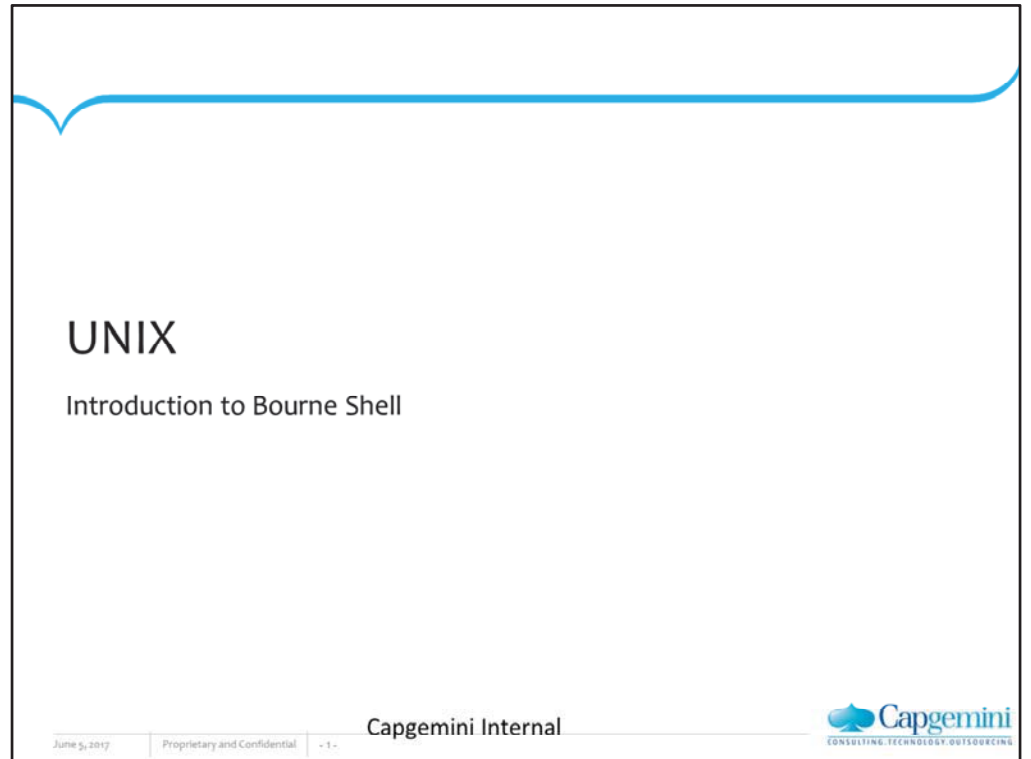 UNIX
Introduction to Bourne Shell
Capgemini Internal
June 5, 2017 Proprietary and Confidential - 1 -
Capgemini
CONSULTING.TECHNOLOGY.OUTSOURCING